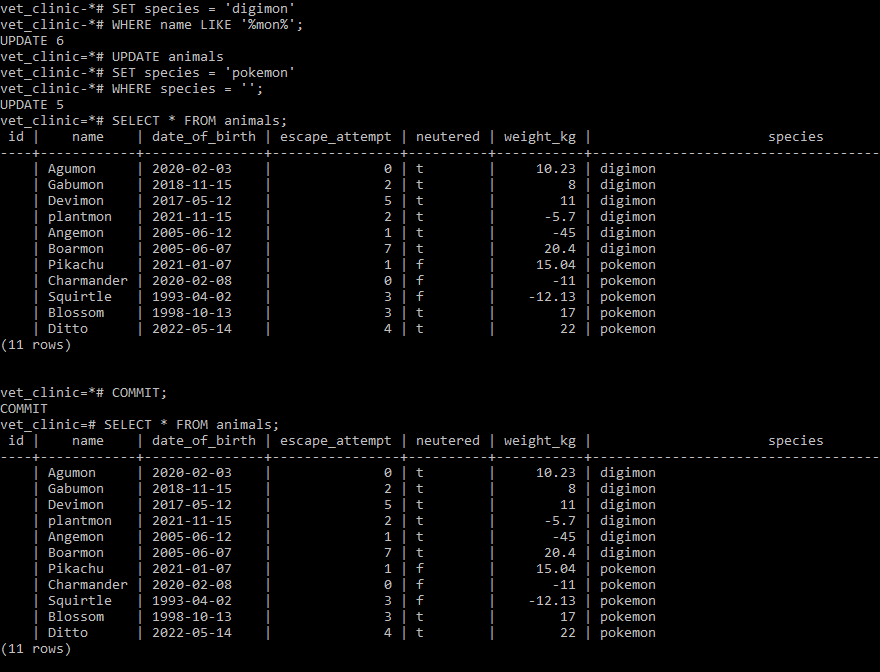 vet_clinic-*# SET species = 'digimon'
vet_clinic-*# WHERE name LIKE '%mon%';
UPDATE 6
vet_clinic=*# UPDATE animals
vet_clinic-*# SET species = 'pokemon'
vet_clinic-*# WHERE species = '';
UPDATE 5
vet_clinic=*# SELECT * FROM animals;
 id |    name    | date_of_birth | escape_attempt | neutered | weight_kg |                      species
----+------------+---------------+----------------+----------+-----------+------------------------------------
    | Agumon     | 2020-02-03    |              0 | t        |     10.23 | digimon
    | Gabumon    | 2018-11-15    |              2 | t        |         8 | digimon
    | Devimon    | 2017-05-12    |              5 | t        |        11 | digimon
    | plantmon   | 2021-11-15    |              2 | t        |      -5.7 | digimon
    | Angemon    | 2005-06-12    |              1 | t        |       -45 | digimon
    | Boarmon    | 2005-06-07    |              7 | t        |      20.4 | digimon
    | Pikachu    | 2021-01-07    |              1 | f        |     15.04 | pokemon
    | Charmander | 2020-02-08    |              0 | f        |       -11 | pokemon
    | Squirtle   | 1993-04-02    |              3 | f        |    -12.13 | pokemon
    | Blossom    | 1998-10-13    |              3 | t        |        17 | pokemon
    | Ditto      | 2022-05-14    |              4 | t        |        22 | pokemon
(11 rows)
vet_clinic=*# COMMIT;
COMMIT
vet_clinic=# SELECT * FROM animals;
 id |    name    | date_of_birth | escape_attempt | neutered | weight_kg |                      species
----+------------+---------------+----------------+----------+-----------+------------------------------------
    | Agumon     | 2020-02-03    |              0 | t        |     10.23 | digimon
    | Gabumon    | 2018-11-15    |              2 | t        |         8 | digimon
    | Devimon    | 2017-05-12    |              5 | t        |        11 | digimon
    | plantmon   | 2021-11-15    |              2 | t        |      -5.7 | digimon
    | Angemon    | 2005-06-12    |              1 | t        |       -45 | digimon
    | Boarmon    | 2005-06-07    |              7 | t        |      20.4 | digimon
    | Pikachu    | 2021-01-07    |              1 | f        |     15.04 | pokemon
    | Charmander | 2020-02-08    |              0 | f        |       -11 | pokemon
    | Squirtle   | 1993-04-02    |              3 | f        |    -12.13 | pokemon
    | Blossom    | 1998-10-13    |              3 | t        |        17 | pokemon
    | Ditto      | 2022-05-14    |              4 | t        |        22 | pokemon
(11 rows)